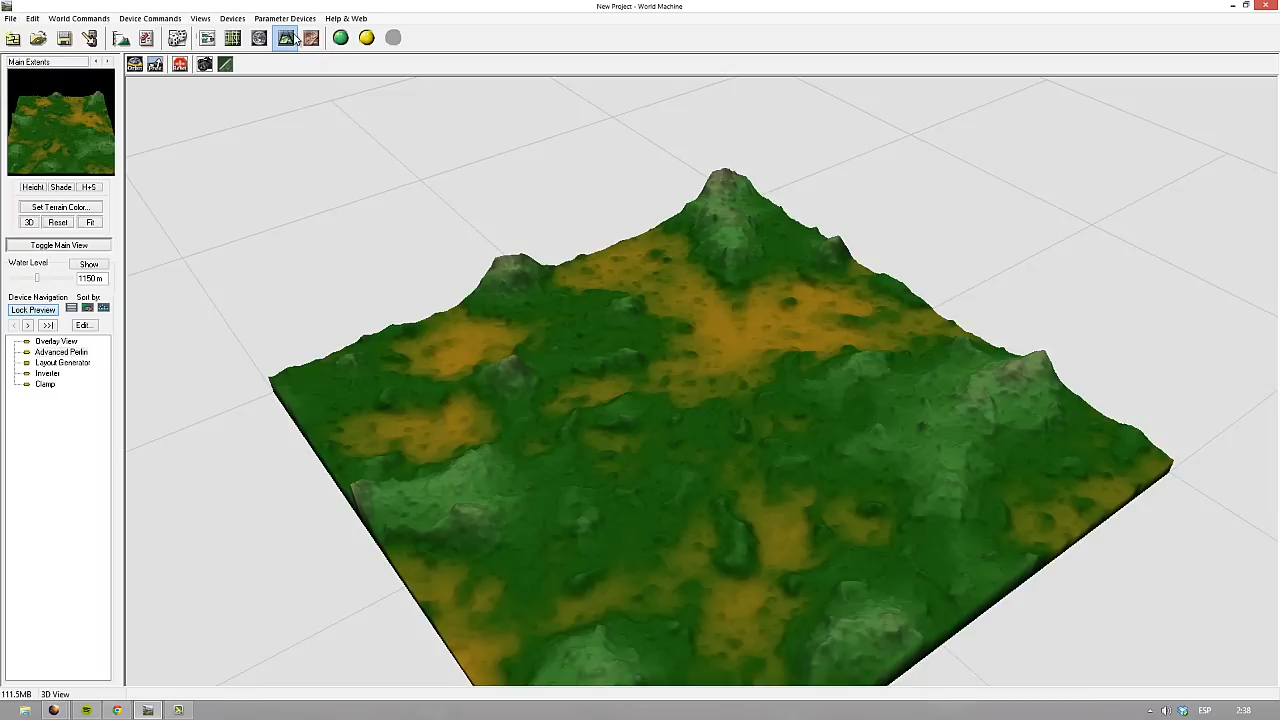 New Project - World Machine
File Edit World Commands Device Commands Views Devices Parameter Devices Help & Web
Main Extents
Height Shade H+S
Set Terrain Color...
3D Reset Fit
Toggle Main View
Water Level Show
1150 m
Device Navigation Sort by:
Lock Preview
< > >>| Edit...
Overlay View
Advanced Perlin
Layout Generator
Inverter
Clamp
111.5MB 3D View
ESP 2:38